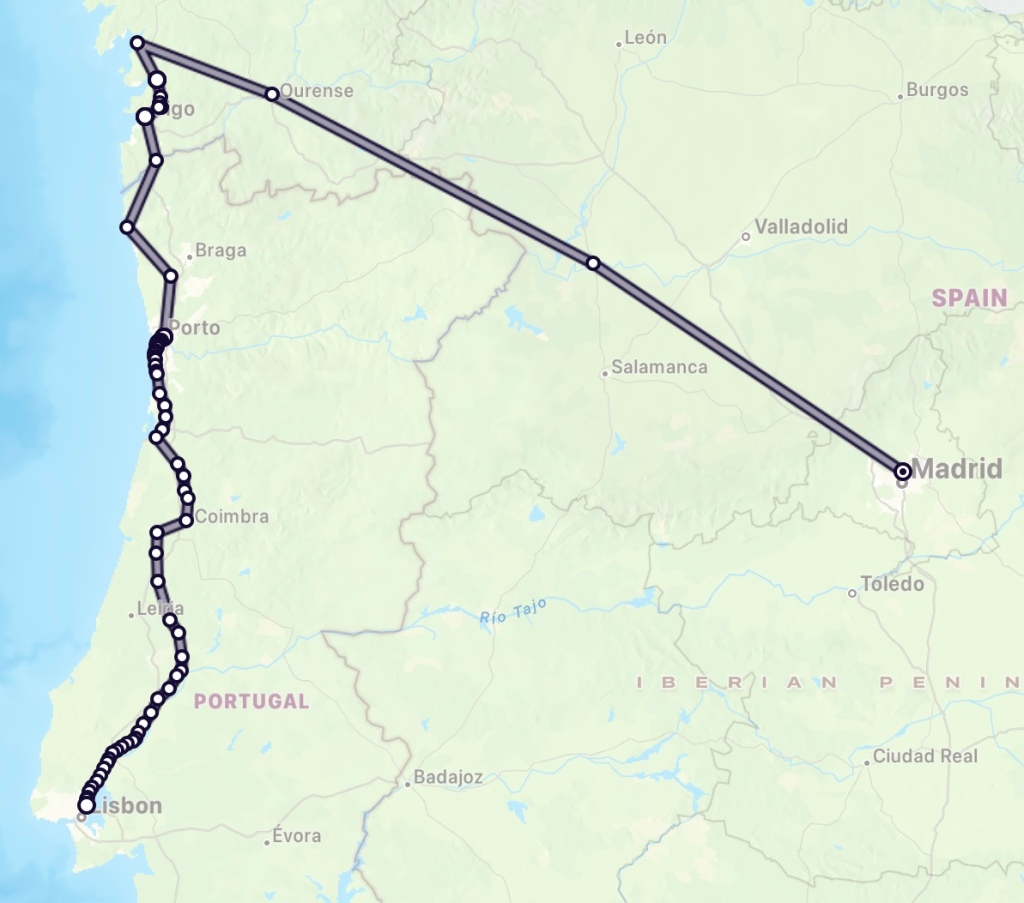 León
Ourense
Burgos
igo
Valladolid
Braga
SPAIN
Porto
Salamanca
Madrid
Coimbra
Toledo
Leiria
Río Tajo
IBERIAN PENIN
PORTUGAL
Ciudad Real
Badajoz
Lisbon
Évora